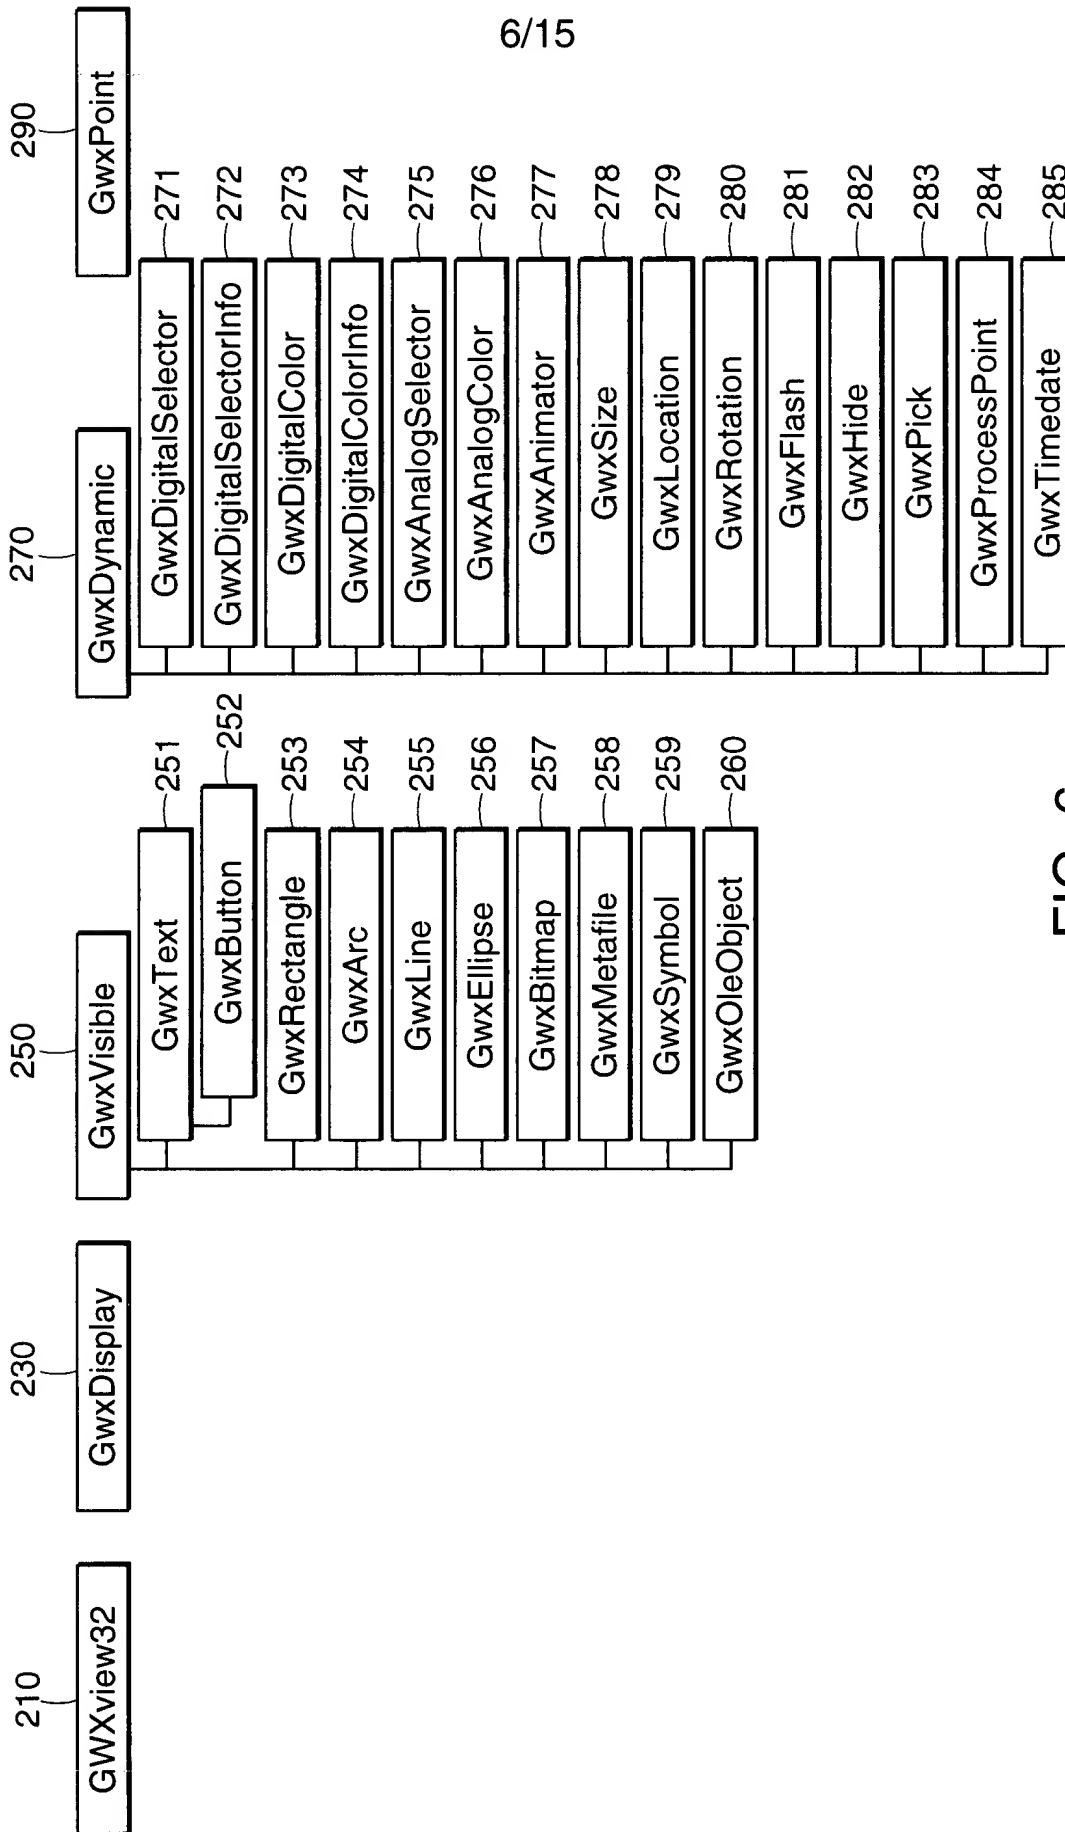 6/15
210
GWXview32
230
GwxDisplay
250
GwxVisible
GwxText
251
GwxButton
252
GwxRectangle
253
GwxArc
254
GwxLine
255
GwxEllipse
256
GwxBitmap
257
GwxMetafile
258
GwxSymbol
259
GwxOleObject
260
270
GwxDynamic
GwxDigitalSelector
271
GwxDigitalSelectorInfo
272
GwxDigitalColor
273
GwxDigitalColorInfo
274
GwxAnalogSelector
275
GwxAnalogColor
276
GwxAnimator
277
GwxSize
278
GwxLocation
279
GwxRotation
280
GwxFlash
281
GwxHide
282
GwxPick
283
GwxProcessPoint
284
GwxTimedate
285
290
GwxPoint